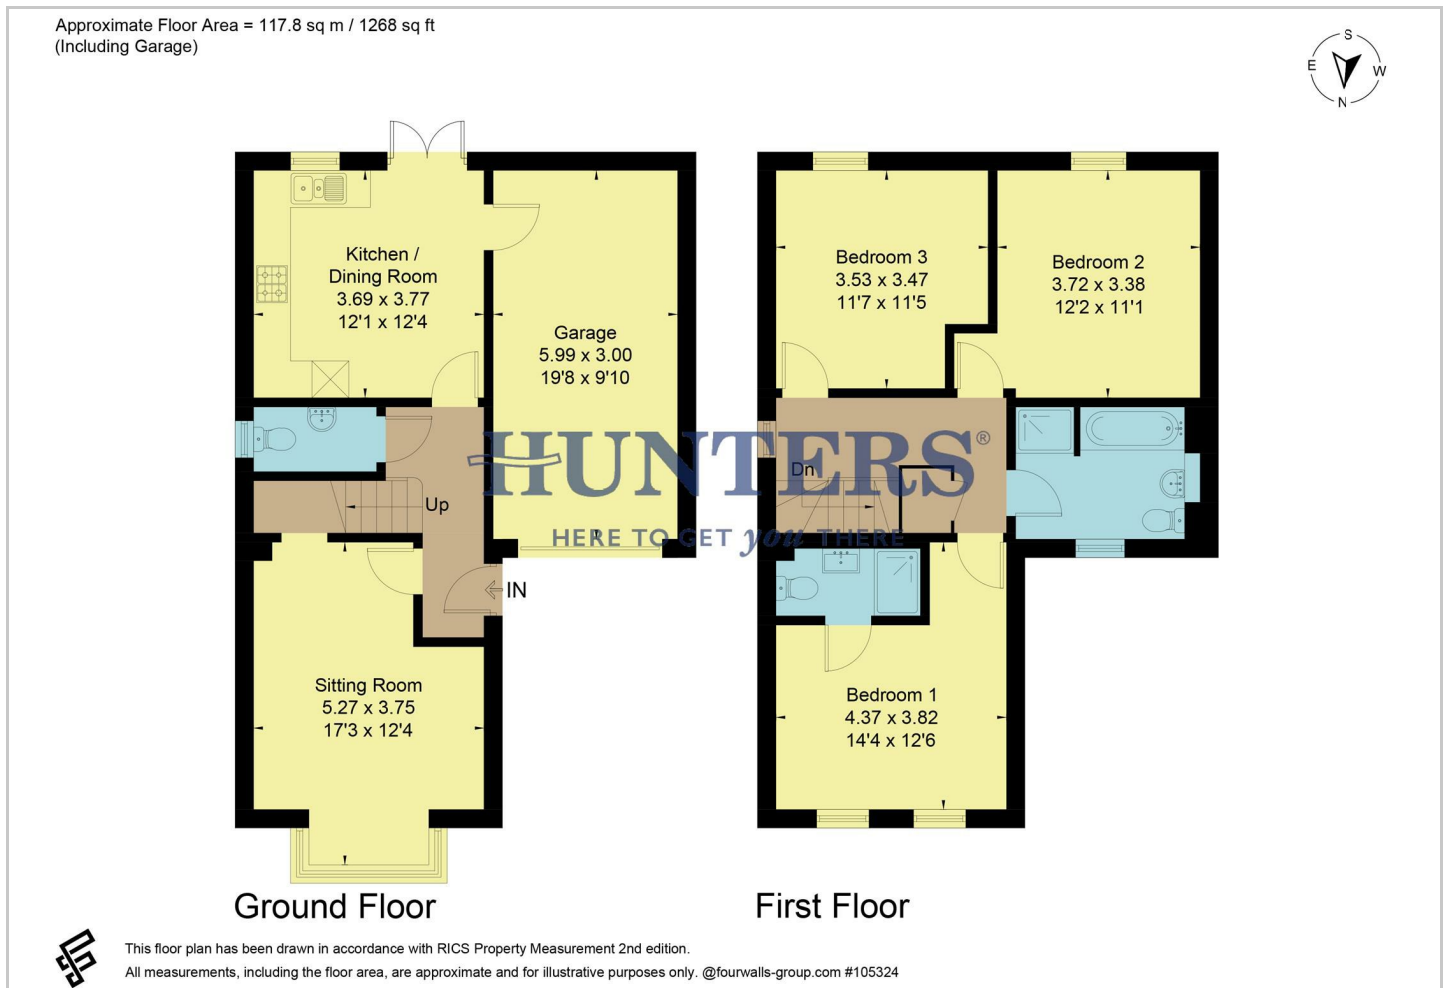 Approximate Floor Area = 117.8 sq m / 1268 sq ft
(Including Garage)
S
E
W
N
Kitchen /
Dining Room
3.69 x 3.77
12'1 x 12'4
Garage
5.99 x 3.00
19'8 x 9'10
Up
IN
Sitting Room
5.27 x 3.75
17'3 x 12'4
Ground Floor
Bedroom 3
3.53 x 3.47
11'7 x 11'5
Bedroom 2
3.72 x 3.38
12'2 x 11'1
Dn
Bedroom 1
4.37 x 3.82
14'4 x 12'6
First Floor
HUNTERS®
HERE TO GET you THERE
This floor plan has been drawn in accordance with RICS Property Measurement 2nd edition.
All measurements, including the floor area, are approximate and for illustrative purposes only. @fourwalls-group.com #105324